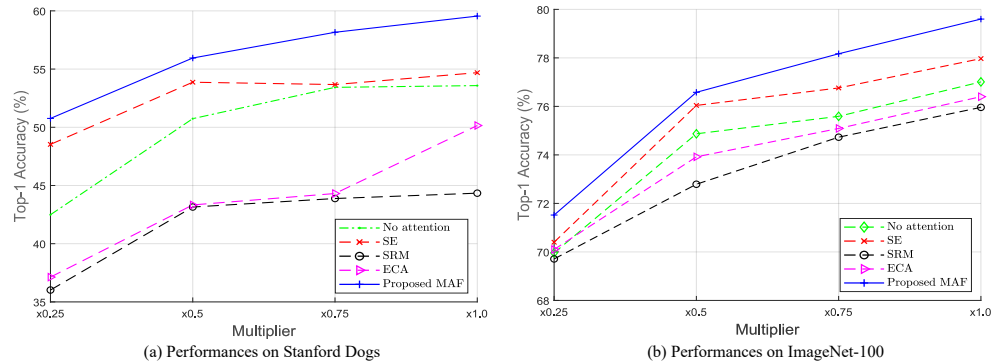 60
55
50
45
40
35
Top-1 Accuracy (%)
x0.25
x0.5
x0.75
x1.0
Multiplier
No attention
SE
SRM
ECA
Proposed MAF
(a) Performances on Stanford Dogs
80
78
76
74
72
70
68
Top-1 Accuracy (%)
x0.25
x0.5
x0.75
x1.0
Multiplier
No attention
SE
SRM
ECA
Proposed MAF
(b) Performances on ImageNet-100